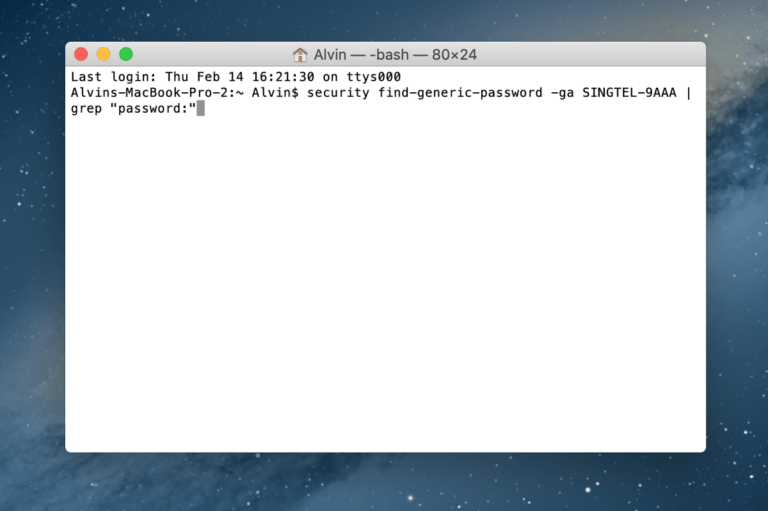 Alvin — -bash — 80×24
Last login: Thu Feb 14 16:21:30 on ttys000
Alvins-MacBook-Pro-2:~ Alvin$ security find-generic-password -ga SINGTEL-9AAA |
grep "password:"